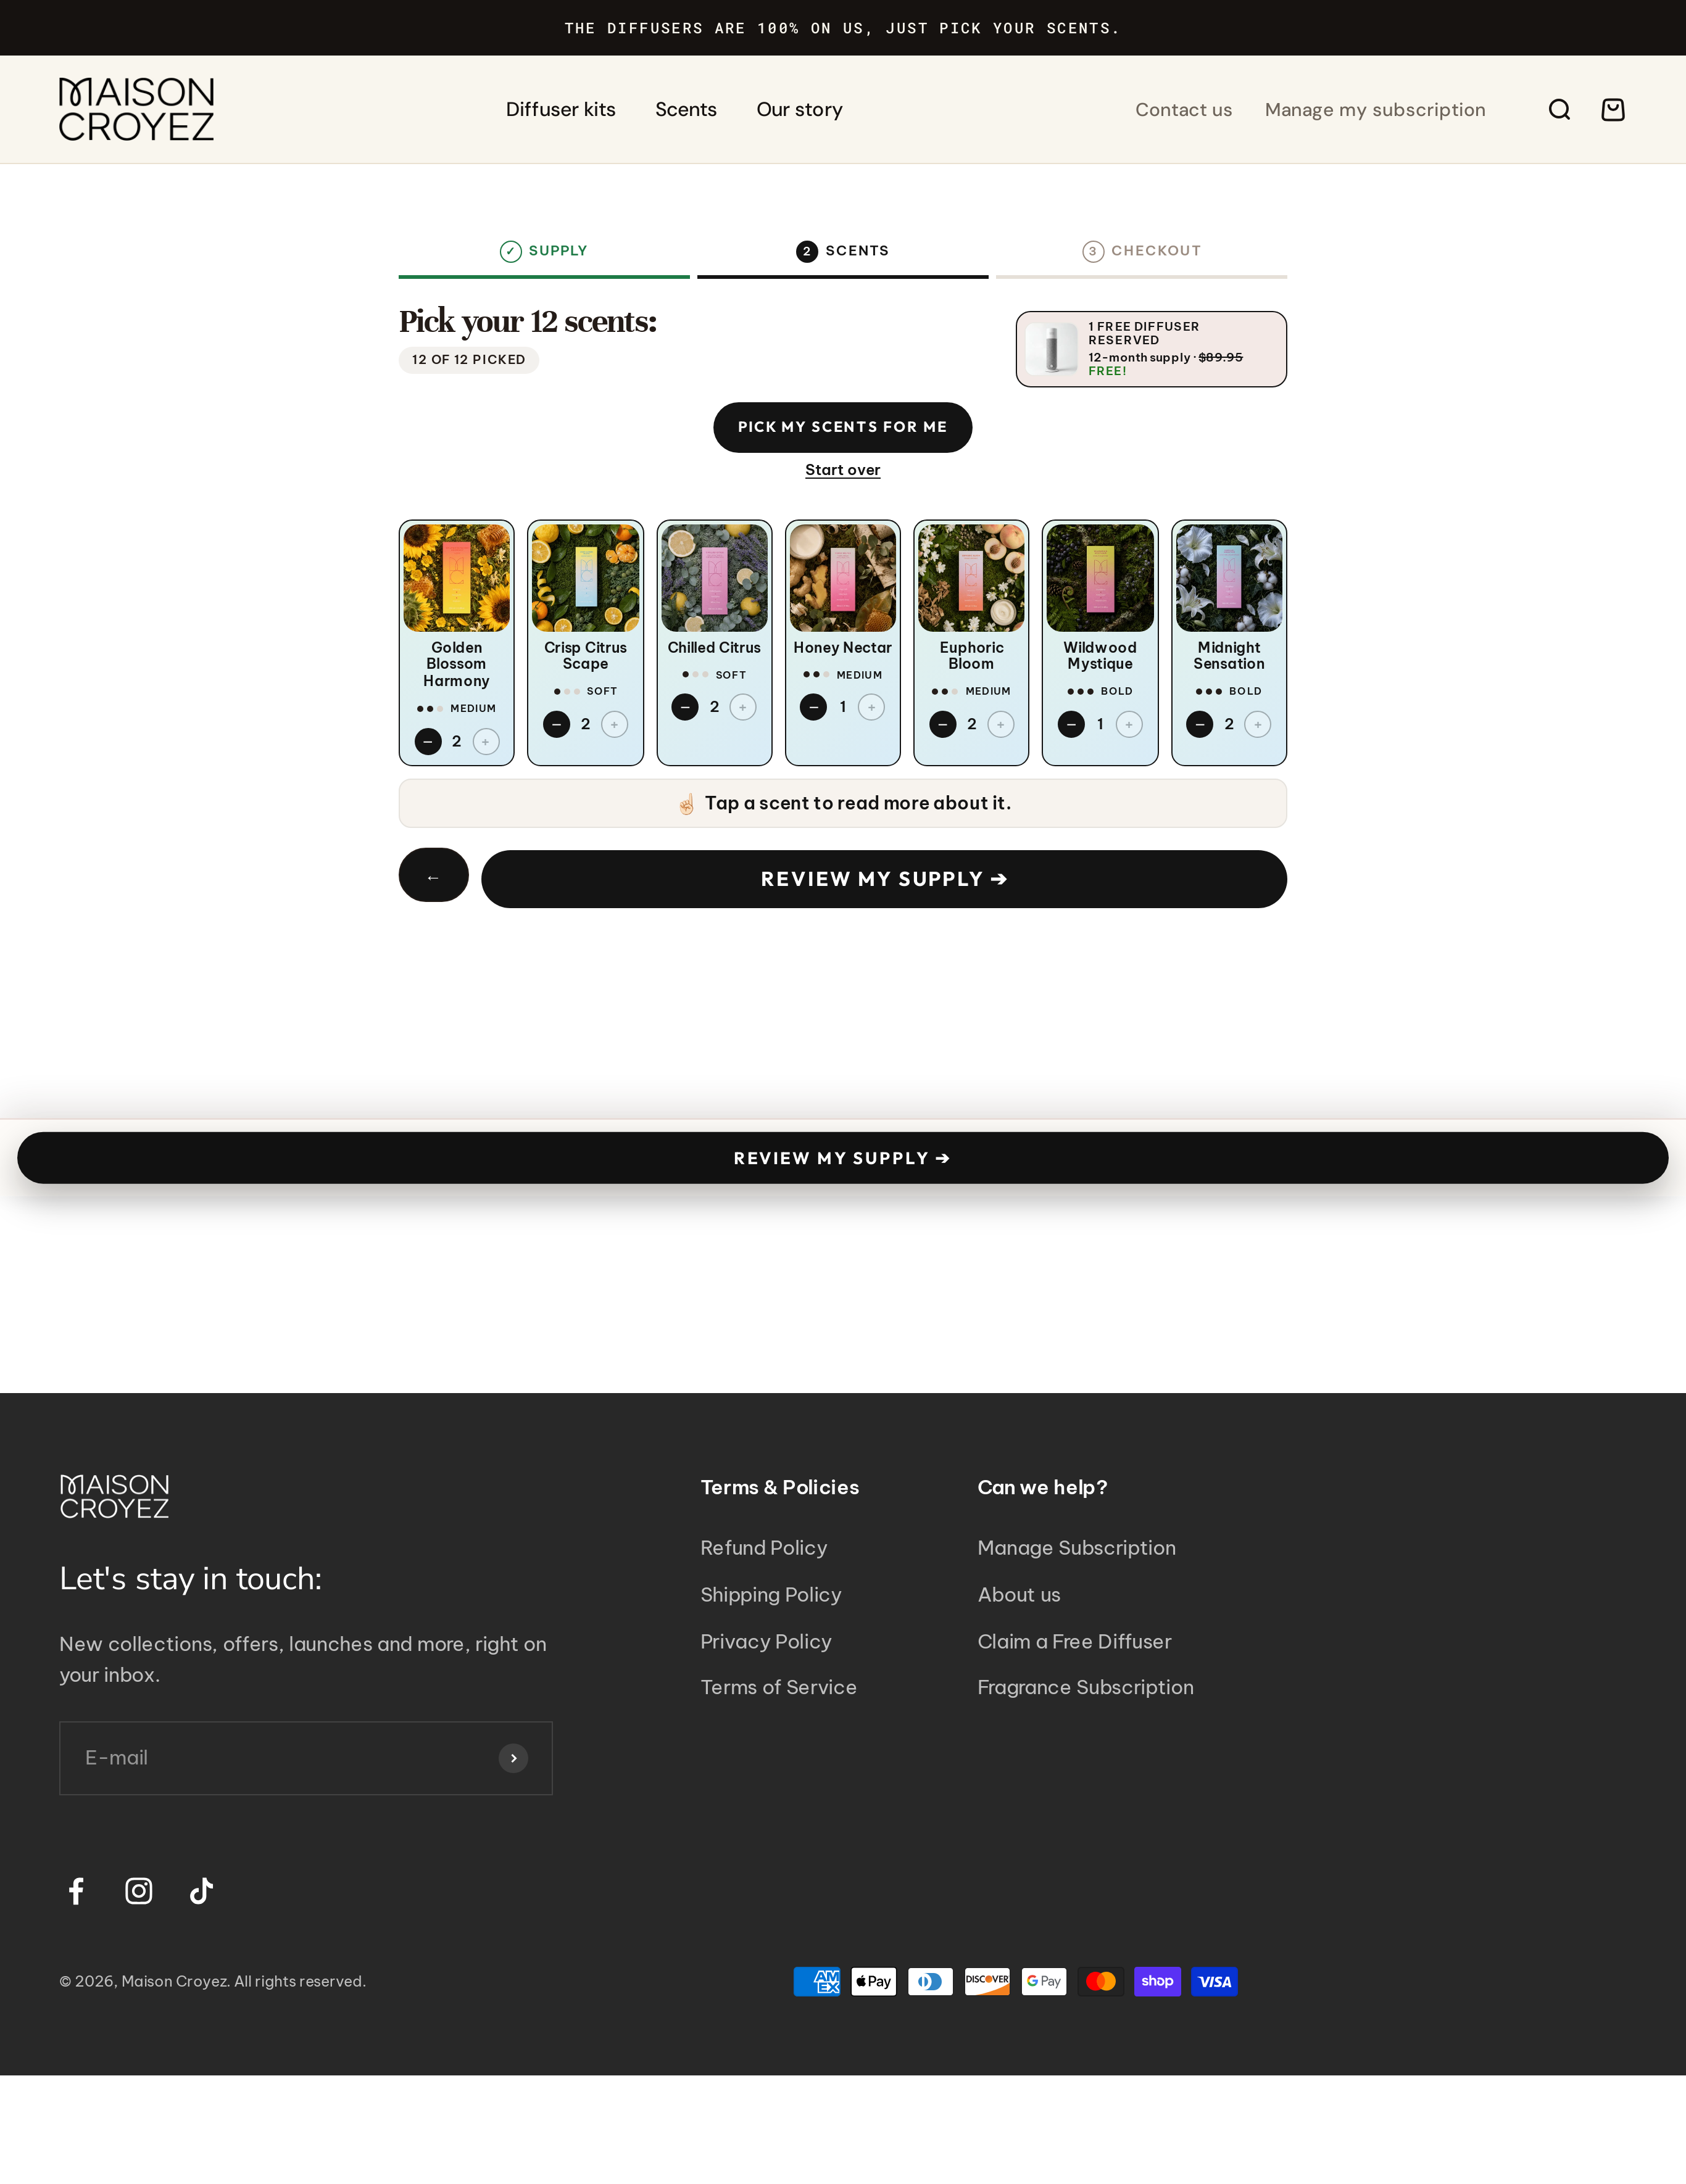 THE DIFFUSERS ARE 100% ON US, JUST PICK YOUR SCENTS.
MAISON
CROYEZ
Diffuser kits
Scents
Our story
Contact us
Manage my subscription
✓ SUPPLY
2 SCENTS
3 CHECKOUT
Pick your 12 scents:
12 OF 12 PICKED
1 FREE DIFFUSER
RESERVED
12-month supply · $89.95
FREE!
PICK MY SCENTS FOR ME
Start over
Golden
Blossom
Harmony
MEDIUM
− 2 +
Crisp Citrus
Scape
SOFT
− 2 +
Chilled Citrus
SOFT
− 2 +
Honey Nectar
MEDIUM
− 1 +
Euphoric
Bloom
MEDIUM
− 2 +
Wildwood
Mystique
BOLD
− 1 +
Midnight
Sensation
BOLD
− 2 +
☝🏻 Tap a scent to read more about it.
←
REVIEW MY SUPPLY ➔
REVIEW MY SUPPLY ➔
MAISON
CROYEZ
Let's stay in touch:
New collections, offers, launches and more, right on
your inbox.
E-mail
Terms & Policies
Refund Policy
Shipping Policy
Privacy Policy
Terms of Service
Can we help?
Manage Subscription
About us
Claim a Free Diffuser
Fragrance Subscription
© 2026, Maison Croyez. All rights reserved.
AMEX
Pay
DISCOVER
G Pay
shop
VISA